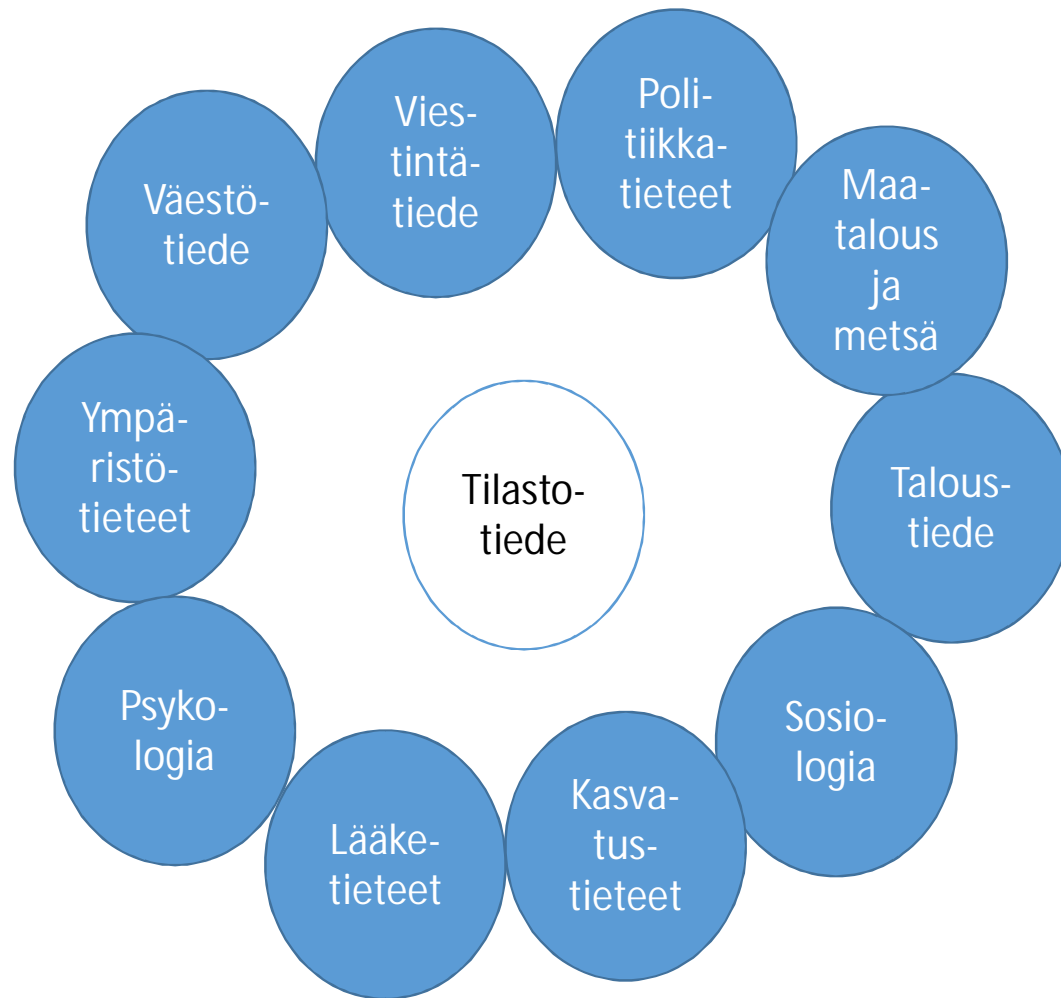 Poli-
tiikka-
tieteet
Vies-
tintä-
tiede
Maa-
talous
ja
metsä
Väestö-
tiede
Ympä-
ristö-
tieteet
Tilasto-
tiede
Talous-
tiede
Psyko-
logia
Sosio-
logia
Kasva-
tus-
tieteet
Lääke-
tieteet